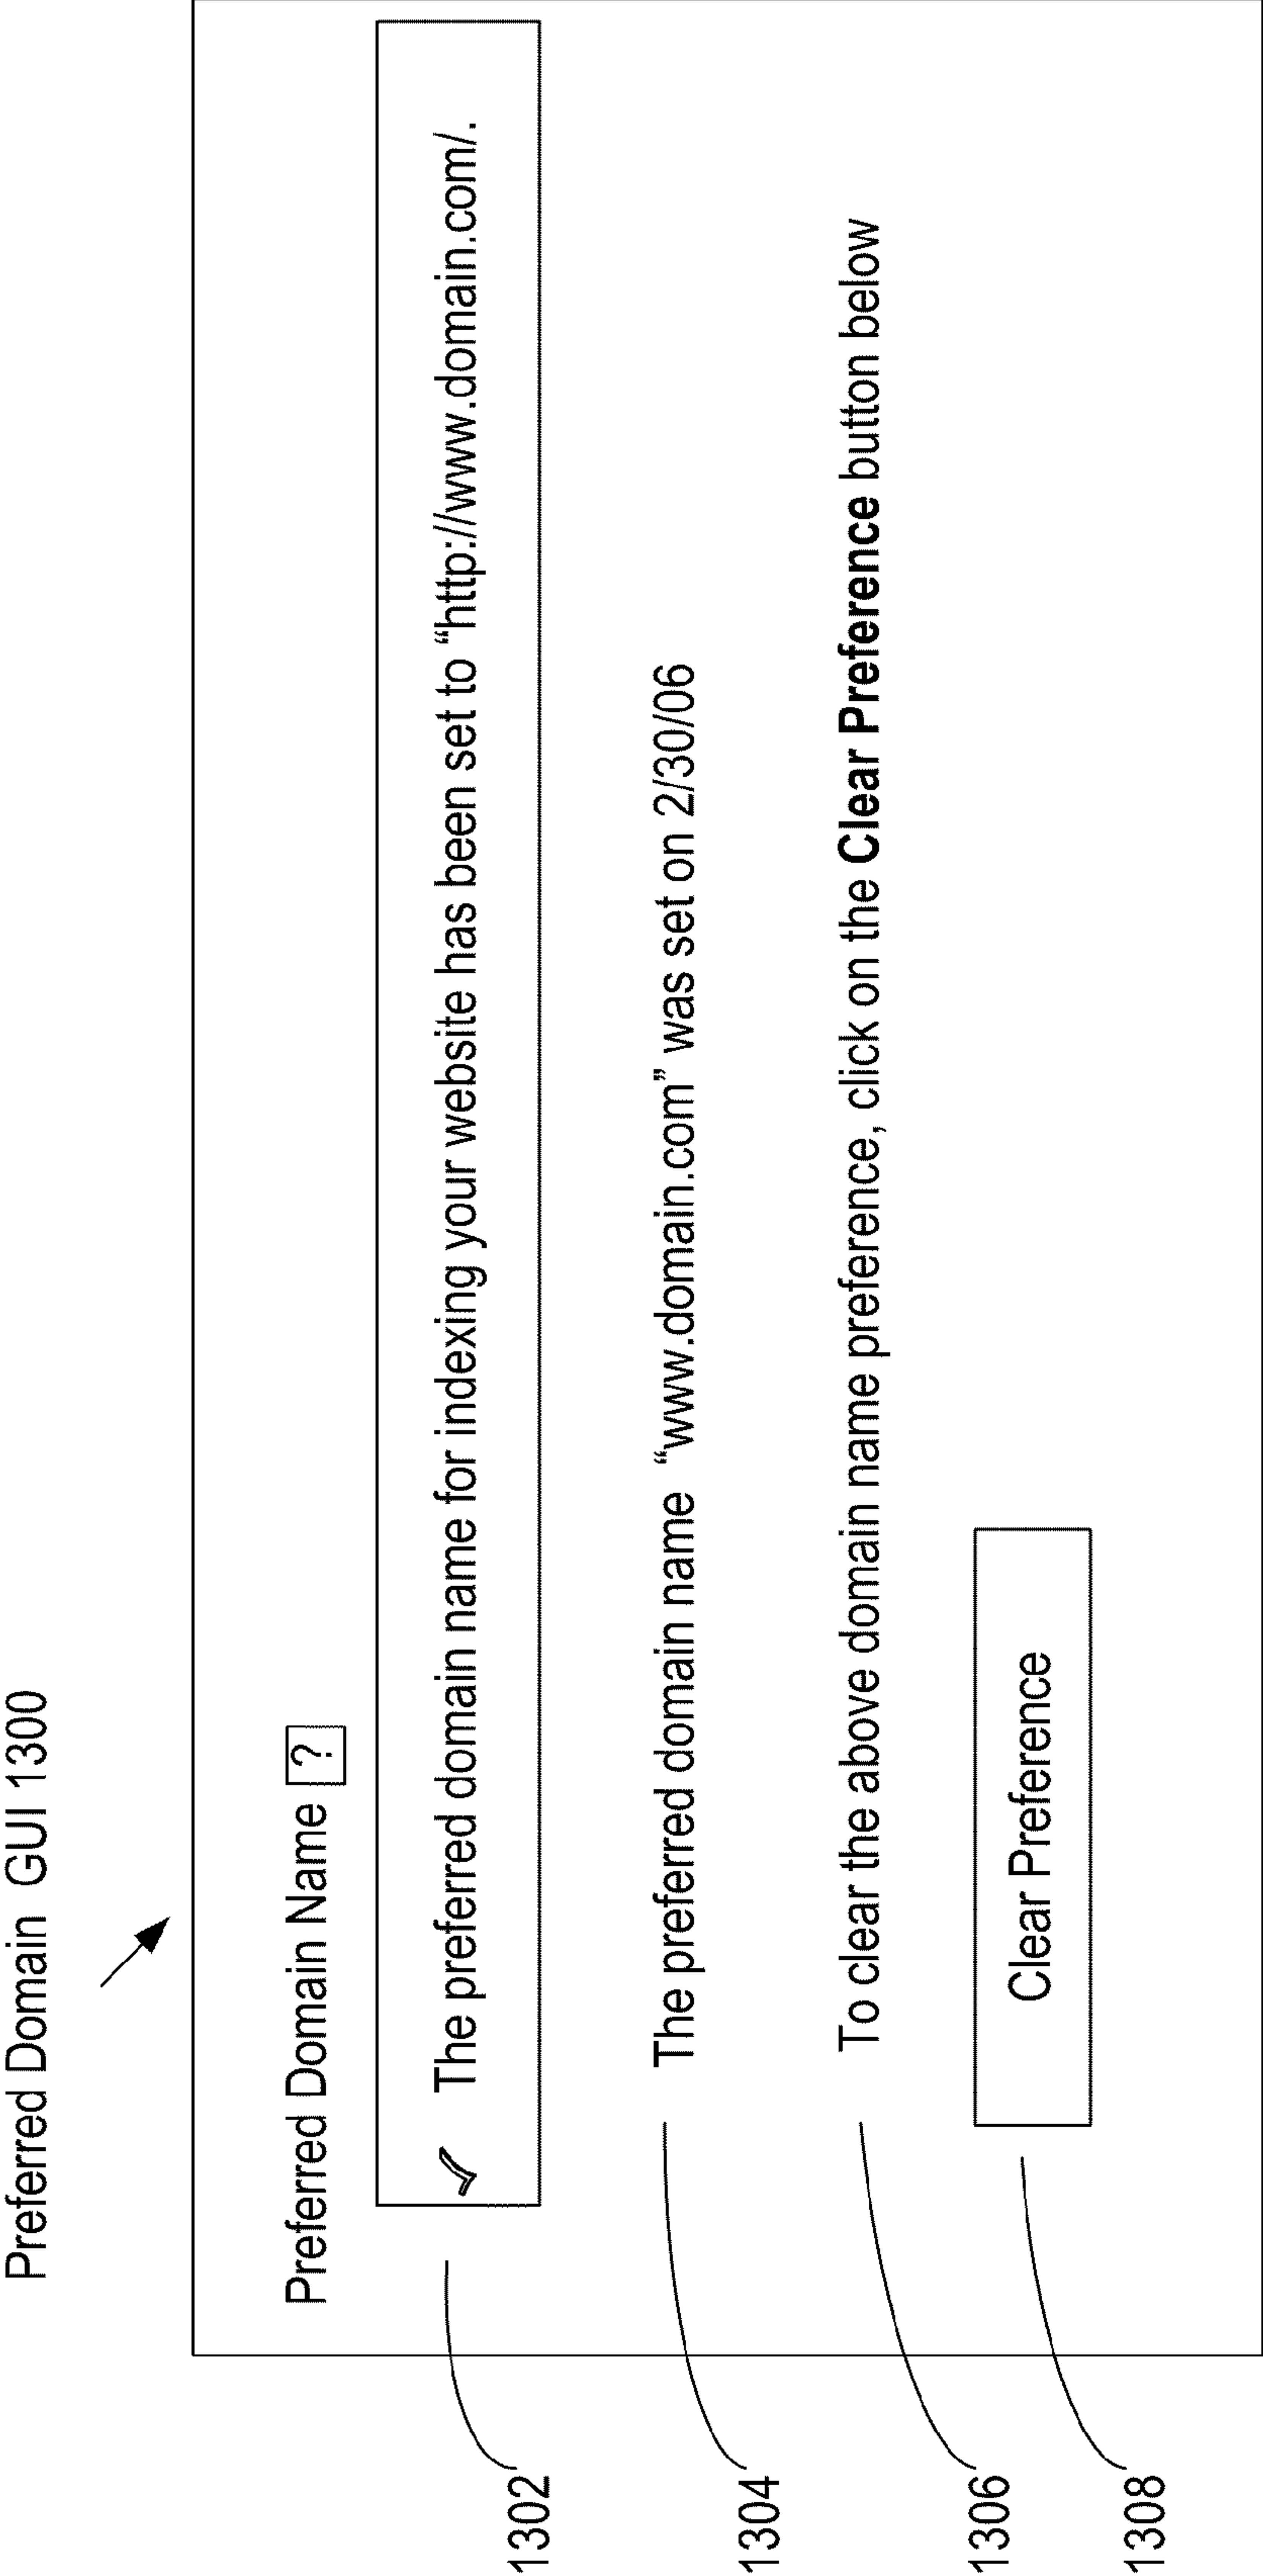 Preferred Domain GUI 1300
Preferred Domain Name ?
1302
The preferred domain name for indexing your website has been set to “http://www.domain.com/.
1304
The preferred domain name “www.domain.com” was set on 2/30/06
1306
To clear the above domain name preference, click on the Clear Preference button below
1308
Clear Preference